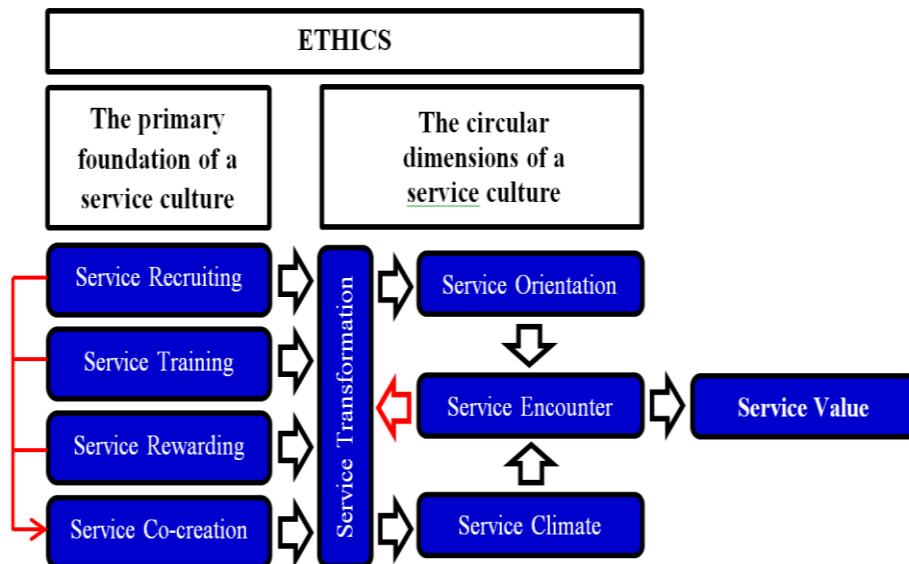 ETHICS
The primary
foundation of a
service culture
The circular
dimensions of a
service culture
Service Recruiting
Service Training
Service Rewarding
Service Co-creation
Service Transformation
Service Orientation
Service Encounter
Service Climate
Service Value